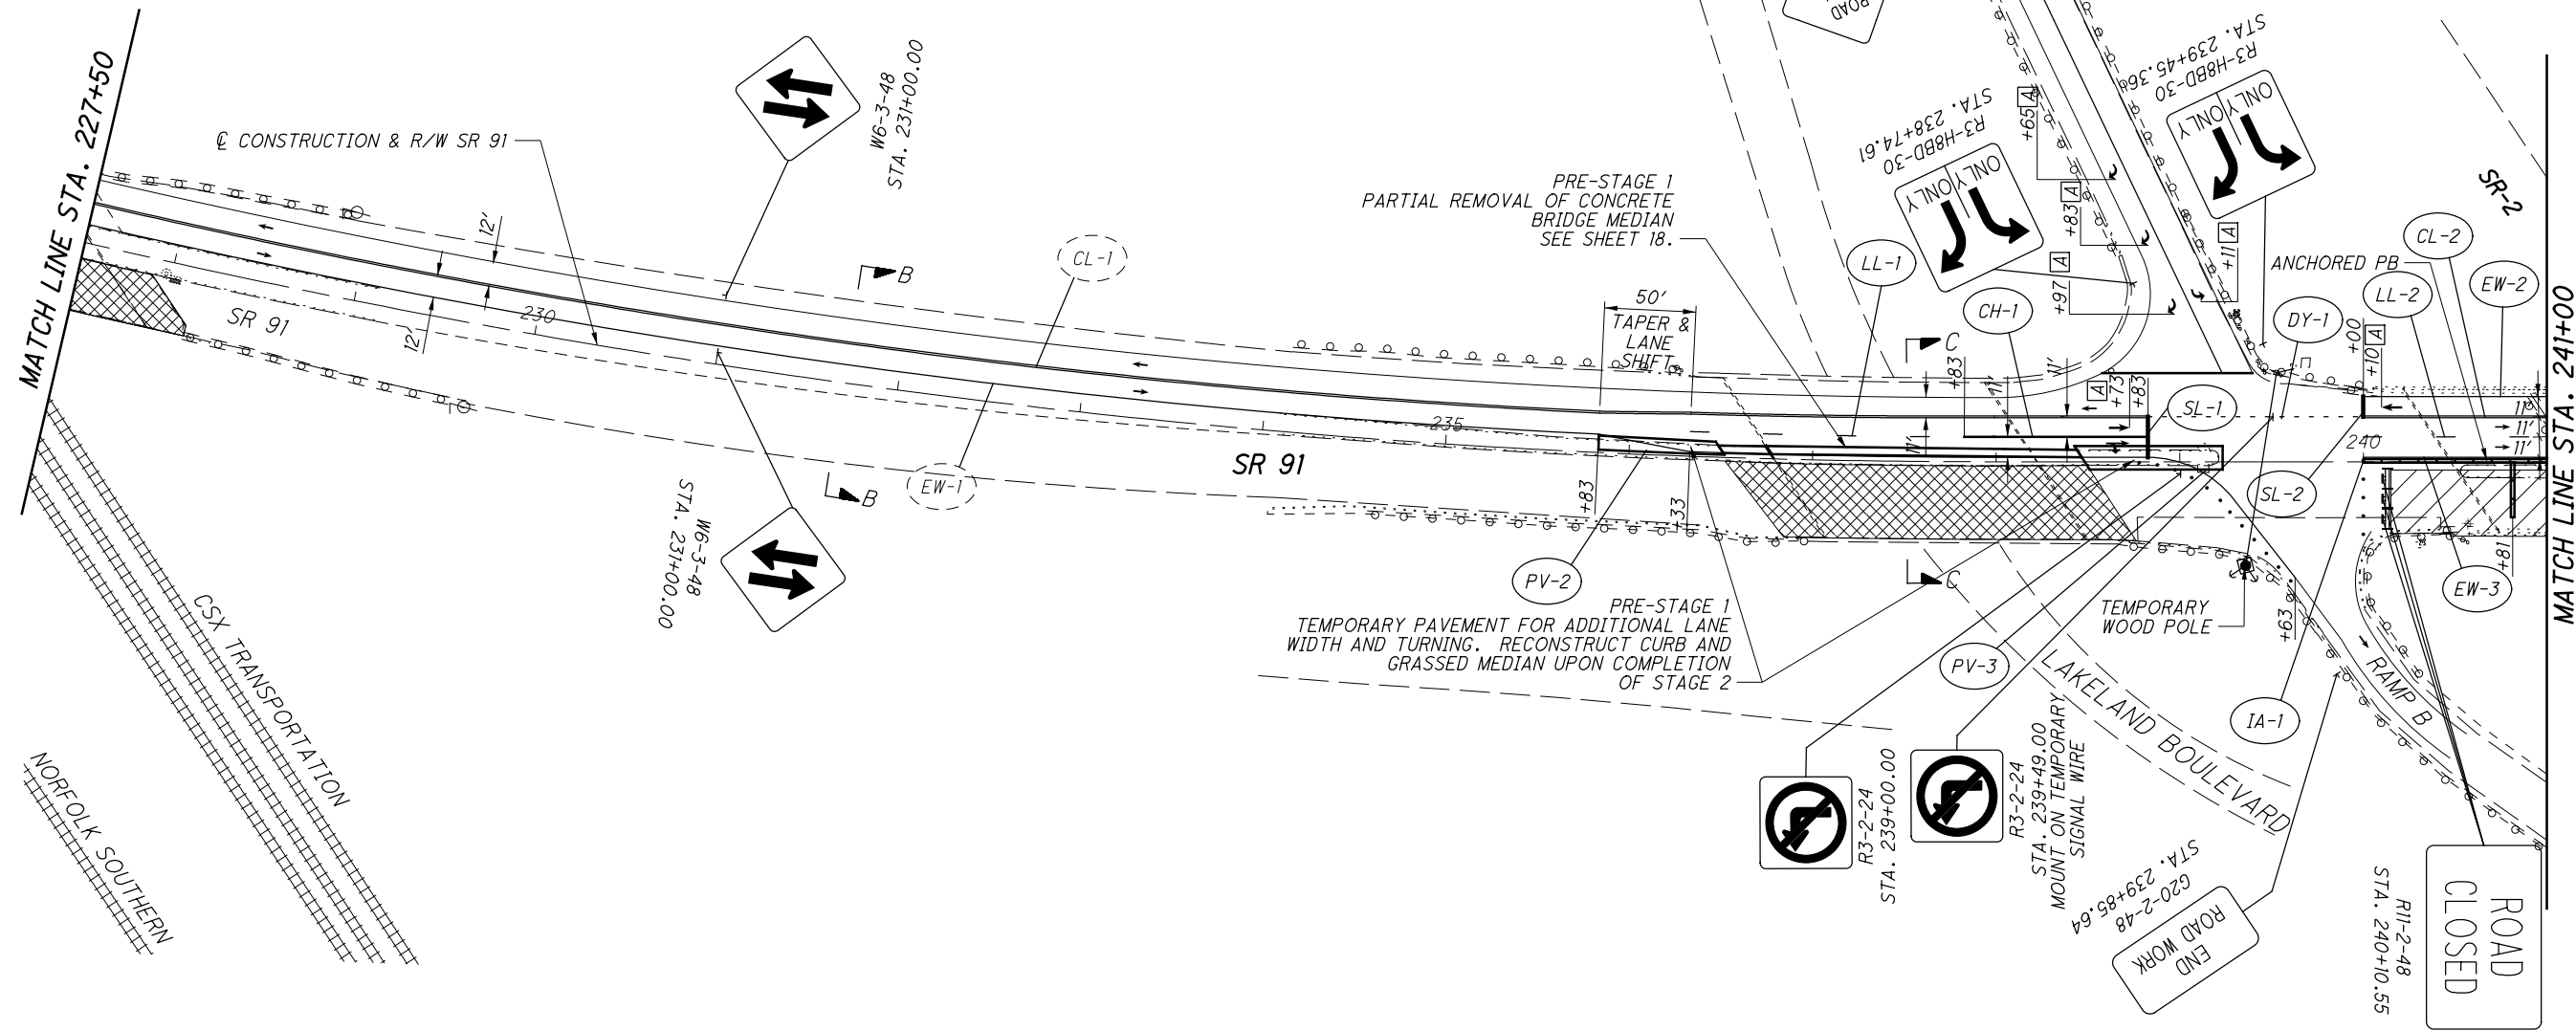 MATCH LINE STA. 227+50
℄ CONSTRUCTION & R/W SR 91
12'
12'
SR 91
230
W6-3-48
STA. 231+00.00
B
B
CL-1
EW-1
W6-3-48
STA. 231+00.00
CSX TRANSPORTATION
NORFOLK SOUTHERN
SR 91
235
PRE-STAGE 1
PARTIAL REMOVAL OF CONCRETE
BRIDGE MEDIAN
SEE SHEET 18.
50'
TAPER &
LANE
SHIFT
+83
+33
PV-2
PRE-STAGE 1
TEMPORARY PAVEMENT FOR ADDITIONAL LANE
WIDTH AND TURNING. RECONSTRUCT CURB AND
GRASSED MEDIAN UPON COMPLETION
OF STAGE 2
LL-1
C
C
CH-1
+83
11'
11'
11'
ROAD
STA. 238+74.61
R3-H8BD-30
ONLY
ONLY
+65 A
+83 A
+97 A
STA. 239+45.36
R3-H8BD-30
ONLY
ONLY
+11 A
SR-2
ANCHORED PB
CL-2
LL-2
EW-2
DY-1
+00
+10 A
A
+73
+83
SL-1
SL-2
240
11'
11'
11'
MATCH LINE STA. 241+00
EW-3
+81
TEMPORARY
WOOD POLE
+63
PV-3
LAKELAND BOULEVARD
RAMP B
IA-1
R3-2-24
STA. 239+00.00
R3-2-24
STA. 239+49.00
MOUNT ON TEMPORARY
SIGNAL WIRE
STA. 239+85.64
G20-2-48
END
ROAD WORK
R11-2-48
STA. 240+10.55
ROAD
CLOSED